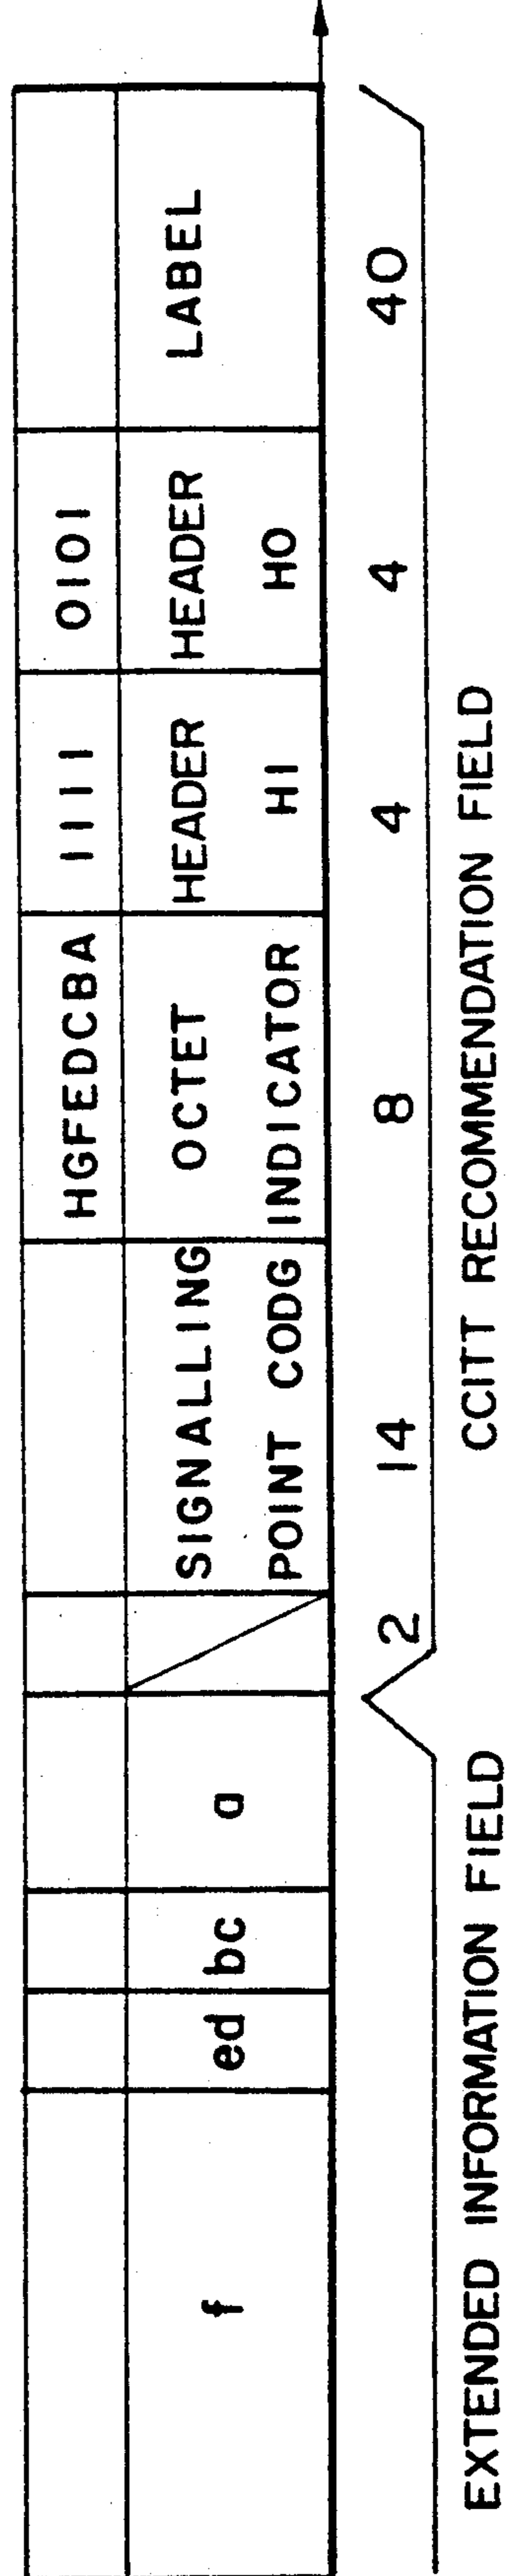 HGFEDCBA 1111 0101
f ed bc a SIGNALLING OCTET HEADER HEADER LABEL
POINT CODG INDICATOR H1 H0
2 14 8 4 4 40
EXTENDED INFORMATION FIELD CCITT RECOMMENDATION FIELD